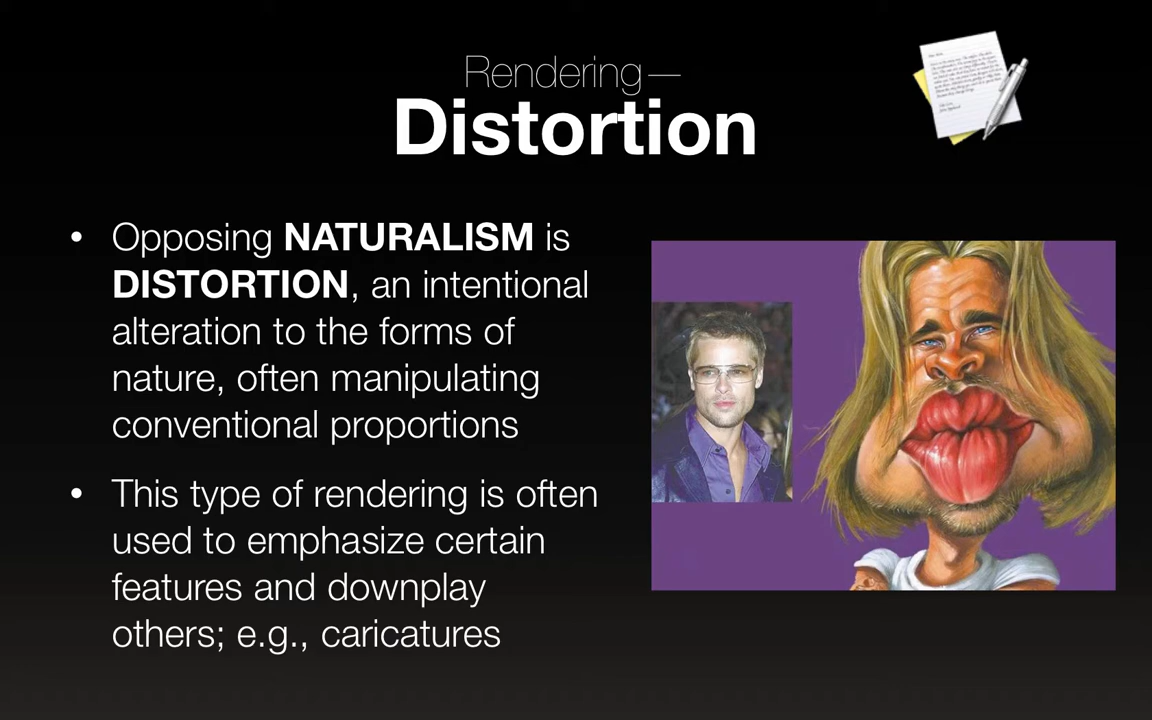 Rendering—
Distortion
• Opposing NATURALISM is
DISTORTION, an intentional
alteration to the forms of
nature, often manipulating
conventional proportions
• This type of rendering is often
used to emphasize certain
features and downplay
others; e.g., caricatures